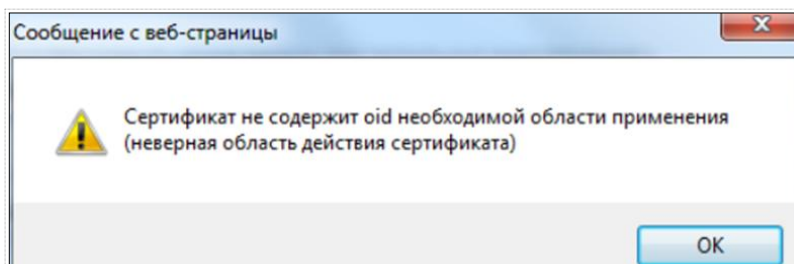 Сообщение с веб-страницы
Сертификат не содержит oid необходимой области применения
(неверная область действия сертификата)
OK